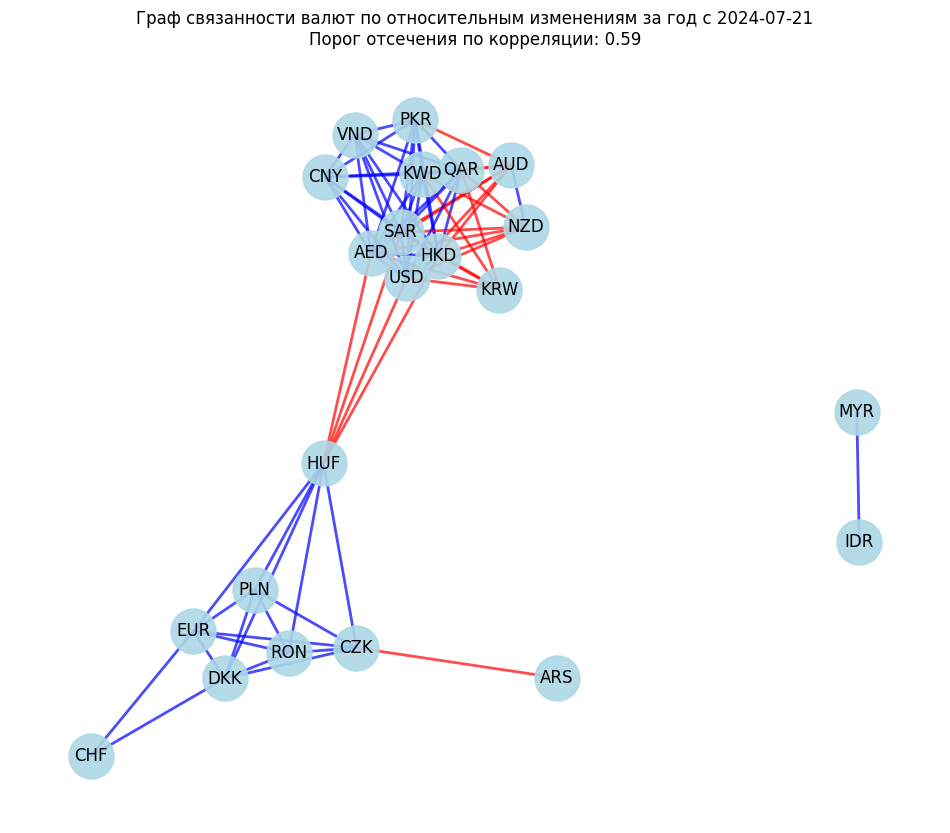 Граф связанности валют по относительным изменениям за год с 2024-07-21
Порог отсечения по корреляции: 0.59
PKR
VND
AUD
QAR
KWD
CNY
NZD
SAR
AED
HKD
USD
KRW
MYR
HUF
IDR
PLN
EUR
CZK
RON
DKK
ARS
CHF